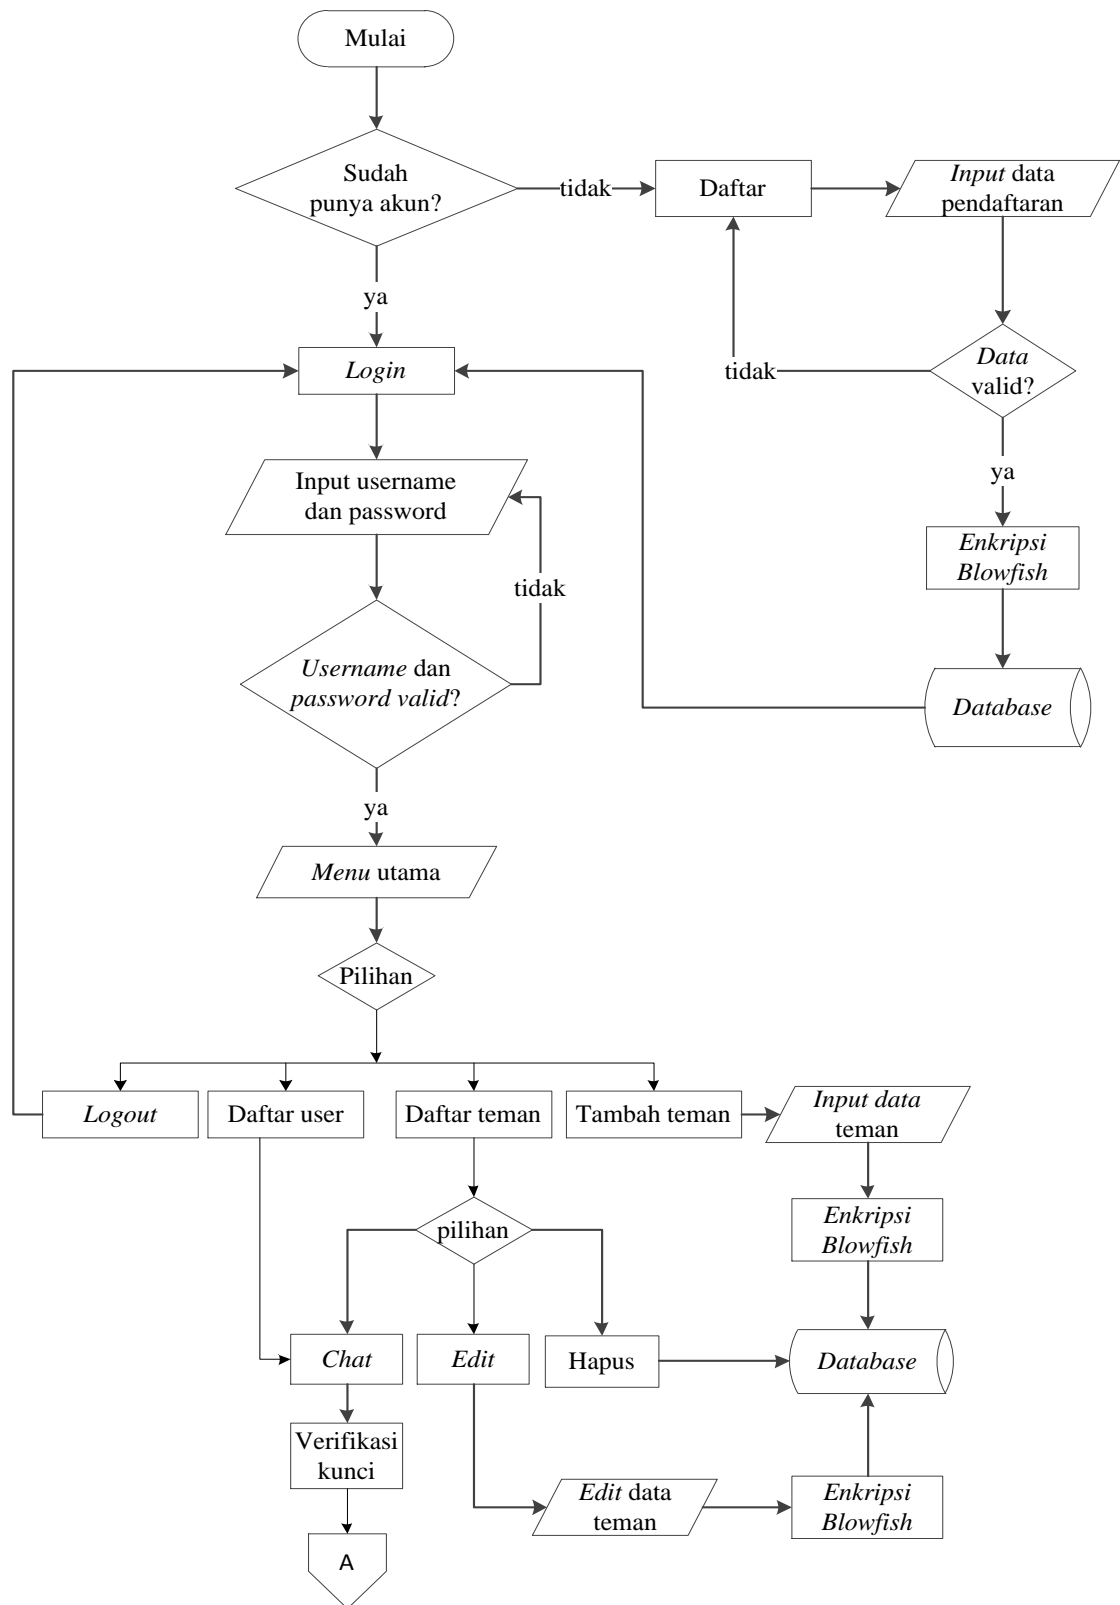 Mulai
Sudah
punya akun?
tidak
Daftar
Input data
pendaftaran
ya
Login
tidak
Data
valid?
ya
Input username
dan password
Enkripsi
Blowfish
tidak
Username dan
password valid?
Database
ya
Menu utama
Pilihan
Logout
Daftar user
Daftar teman
Tambah teman
Input data
teman
pilihan
Enkripsi
Blowfish
Chat
Edit
Hapus
Database
Verifikasi
kunci
Edit data
teman
Enkripsi
Blowfish
A